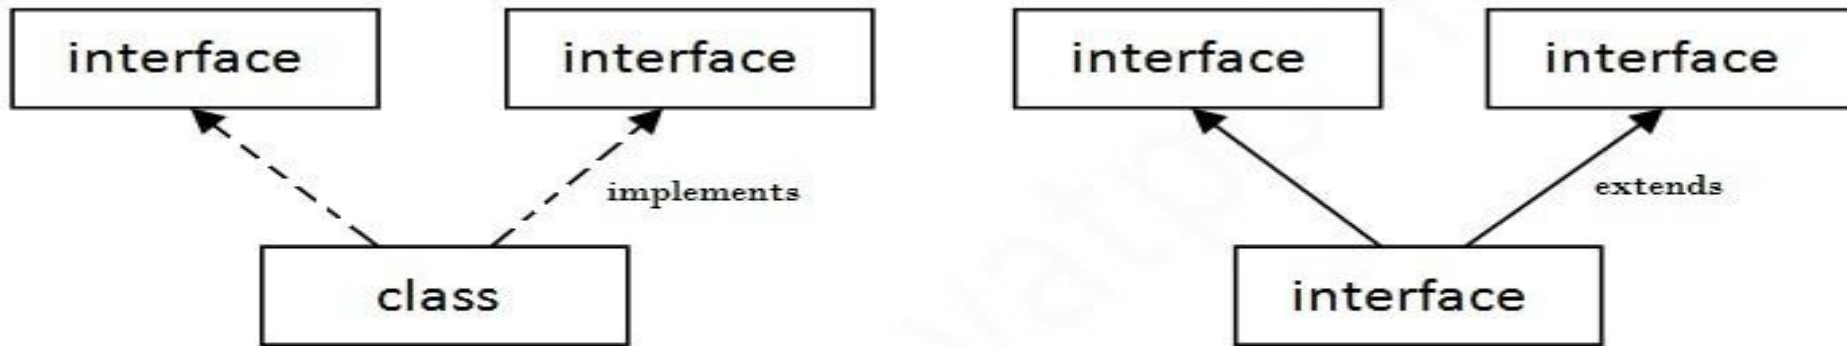 interface interface interface interface
implements extends
class interface